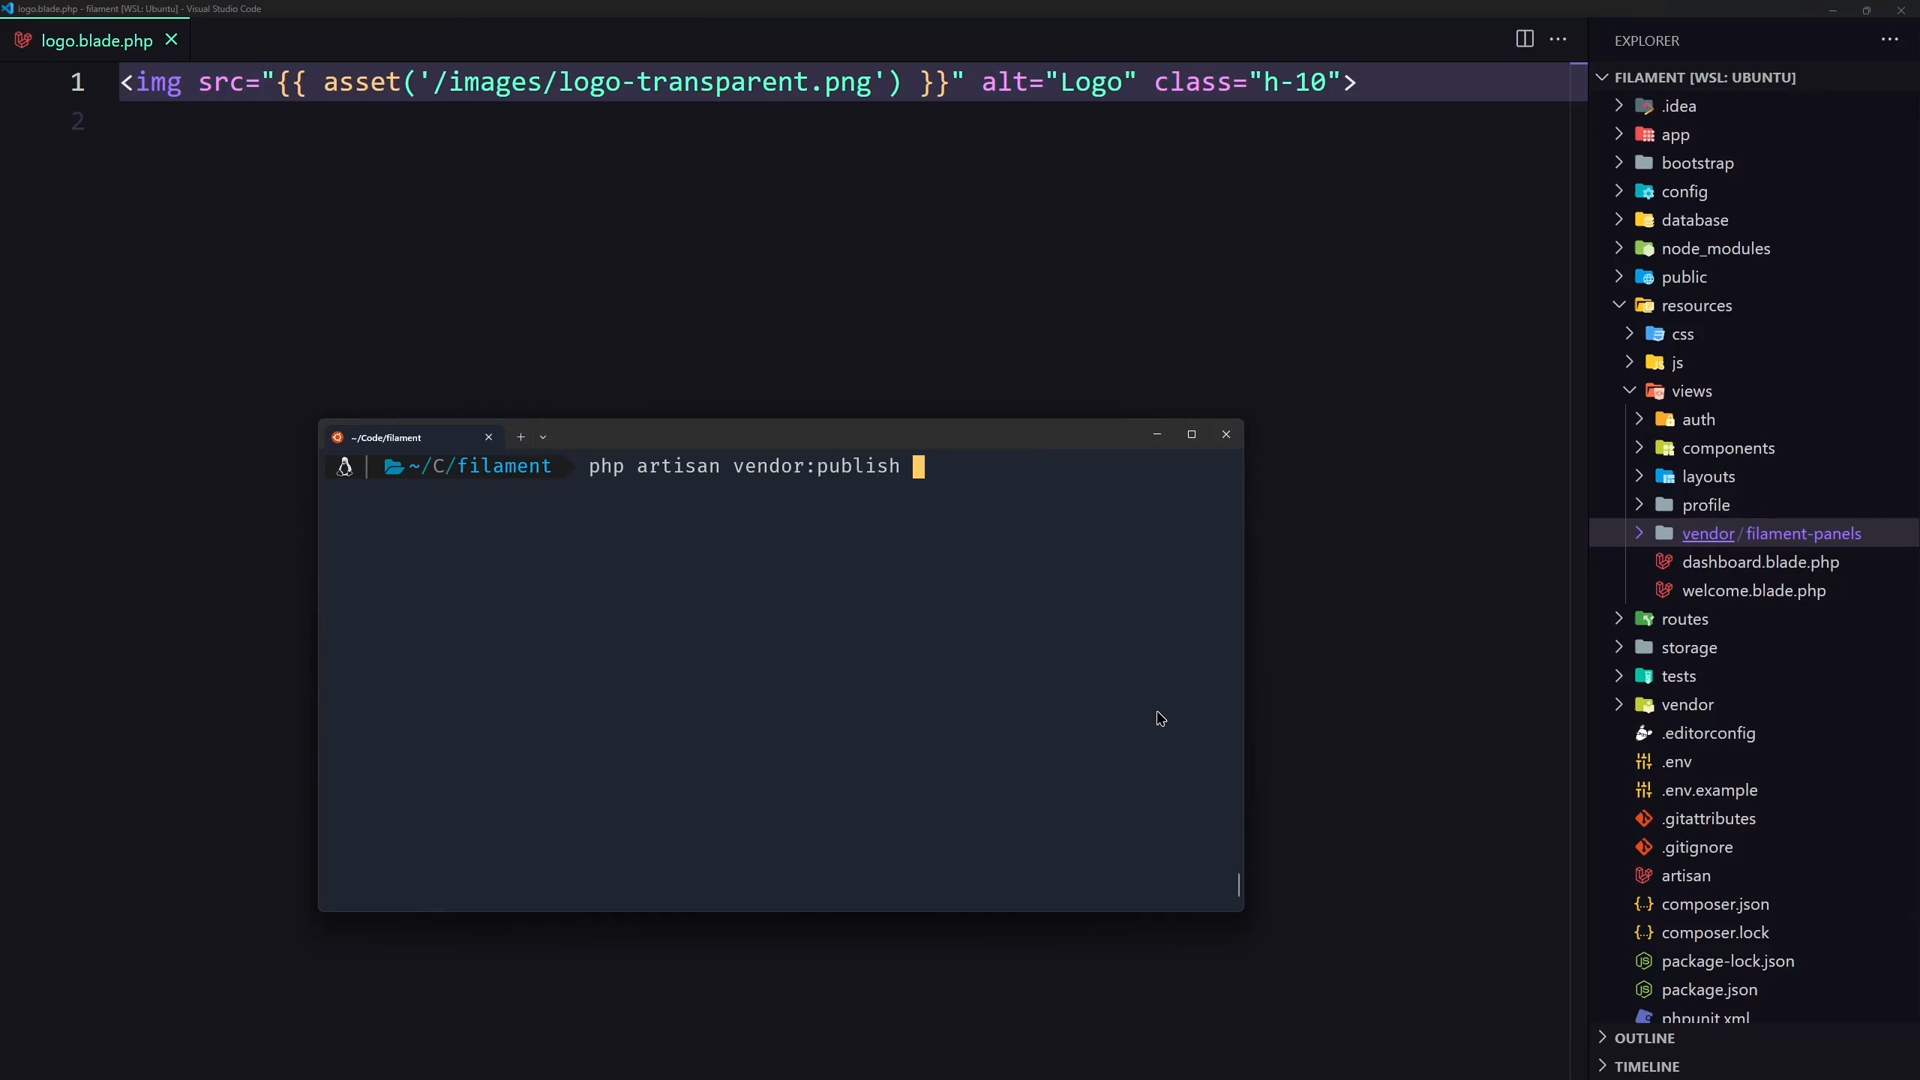 logo.blade.php - filament [WSL: Ubuntu] - Visual Studio Code
logo.blade.php
1 <img src="{{ asset('/images/logo-transparent.png') }}" alt="Logo" class="h-10">
2
~/Code/filament
~/C/filament php artisan vendor:publish
EXPLORER
FILAMENT [WSL: UBUNTU]
.idea
app
bootstrap
config
database
node_modules
public
resources
css
js
views
auth
components
layouts
profile
vendor / filament-panels
dashboard.blade.php
welcome.blade.php
routes
storage
tests
vendor
.editorconfig
.env
.env.example
.gitattributes
.gitignore
artisan
composer.json
composer.lock
package-lock.json
package.json
phpunit.xml
OUTLINE
TIMELINE